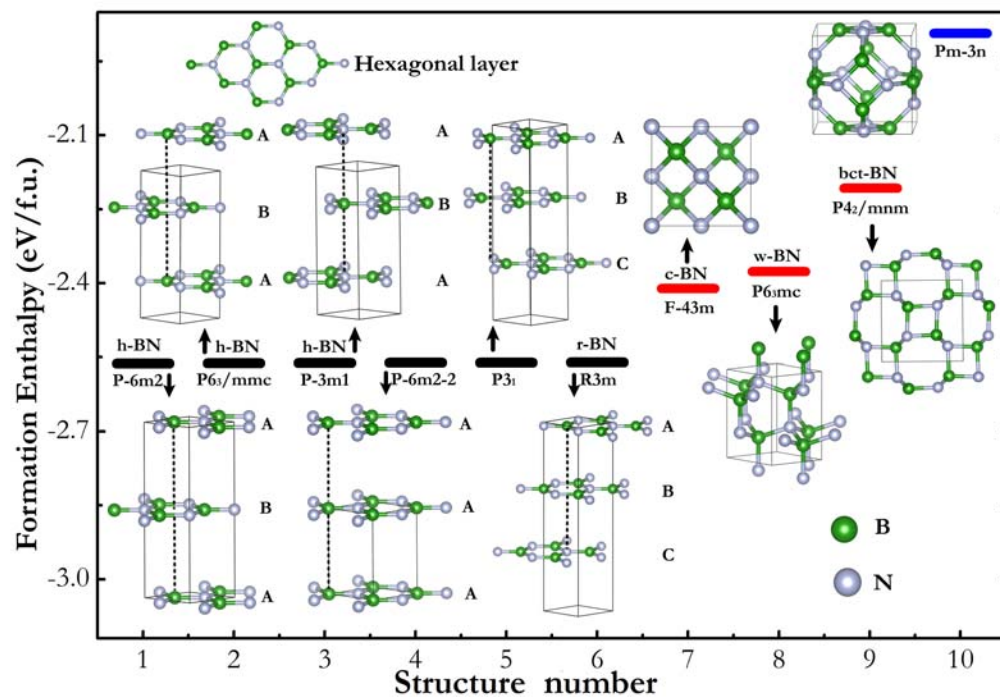 Formation Enthalpy (eV/f.u.)
-2.1
-2.4
-2.7
-3.0
Hexagonal layer
Pm-3n
A
B
A
A
B
A
A
B
C
bct-BN
P4₂/mnm
c-BN
F-43m
w-BN
P6₃mc
h-BN
P-6m2
h-BN
P6₃/mmc
h-BN
P-3m1
P-6m2-2
P3₁
r-BN
R3m
A
B
A
A
A
A
A
B
C
B
N
1 2 3 4 5 6 7 8 9 10
Structure number